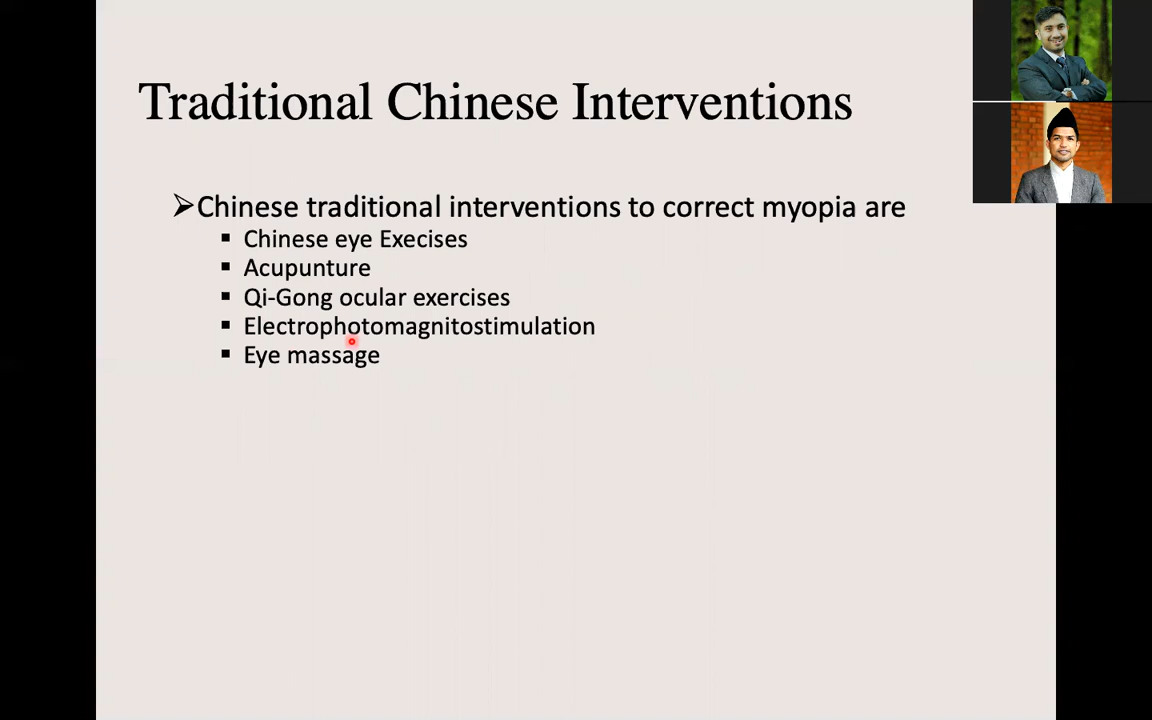 Traditional Chinese Interventions
Chinese traditional interventions to correct myopia are
Chinese eye Execises
Acupunture
Qi-Gong ocular exercises
Electrophotomagnitostimulation
Eye massage